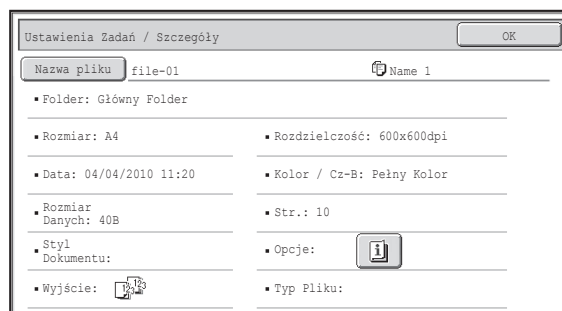 Ustawienia Zadań / Szczegóły OK
Nazwa pliku file-01 Name 1
▪ Folder: Główny Folder
▪ Rozmiar: A4 ▪ Rozdzielczość: 600x600dpi
▪ Data: 04/04/2010 11:20 ▪ Kolor / Cz-B: Pełny Kolor
▪ Rozmiar
Danych: 40B ▪ Str.: 10
▪ Styl
Dokumentu: ▪ Opcje:
▪ Wyjście: 123 123 ▪ Typ Pliku: